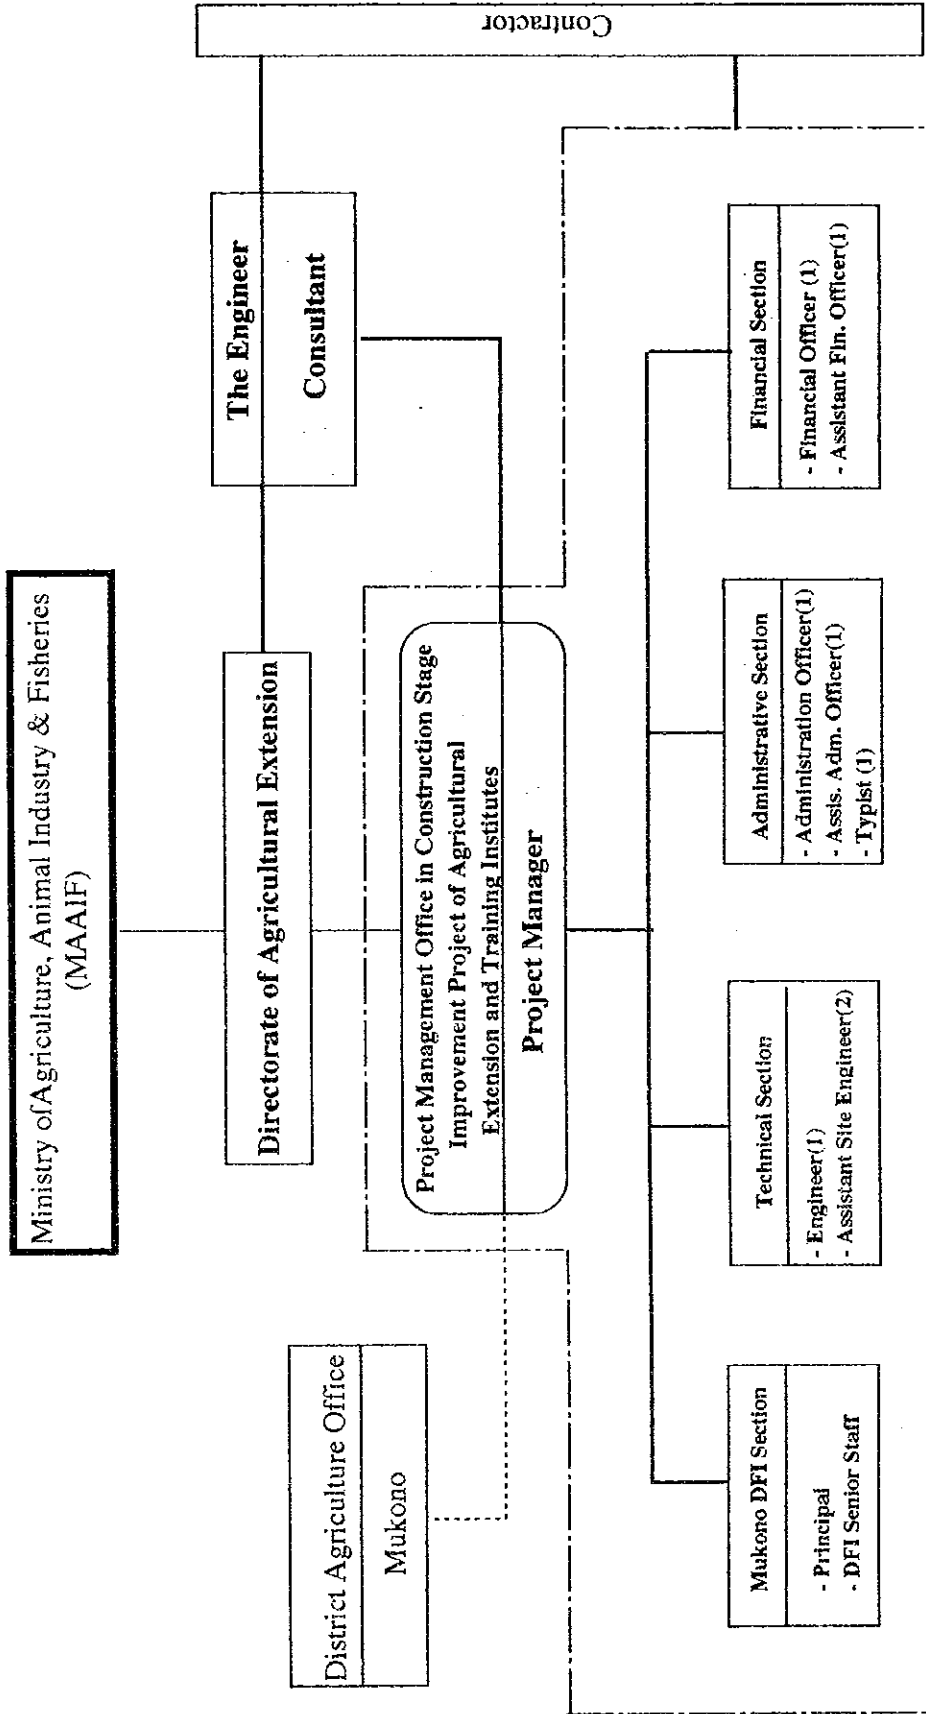 Ministry of Agriculture, Animal Industry & Fisheries
(MAAIF)
Directorate of Agricultural Extension
The Engineer
Consultant
Contractor
District Agriculture Office
Mukono
Project Management Office in Construction Stage
Improvement Project of Agricultural
Extension and Training Institutes
Project Manager
Mukono DFI Section
- Principal
- DFI Senior Staff
Technical Section
- Engineer(1)
- Assistant Site Engineer(2)
Administrative Section
- Administration Officer(1)
- Assis. Adm. Officer(1)
- Typist (1)
Financial Section
- Financial Officer (1)
- Assistant Fin. Officer(1)